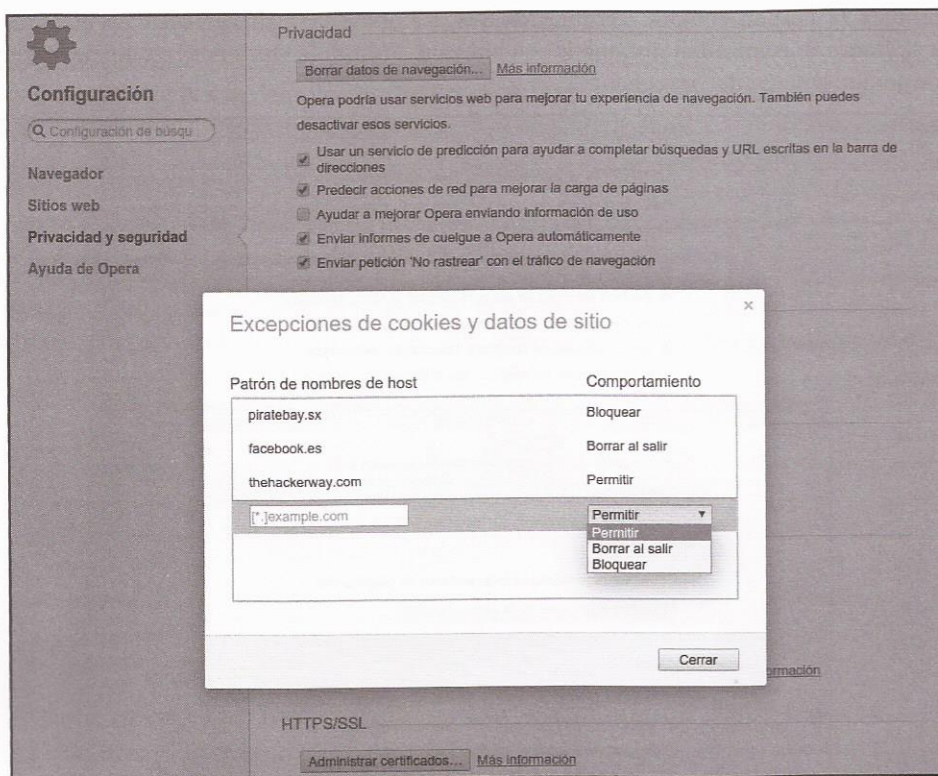 Configuración
Configuración de búsqu
Navegador
Sitios web
Privacidad y seguridad
Ayuda de Opera
Privacidad
Borrar datos de navegación... Más información
Opera podría usar servicios web para mejorar tu experiencia de navegación. También puedes
desactivar esos servicios.
Usar un servicio de predicción para ayudar a completar búsquedas y URL escritas en la barra de
direcciones
Predecir acciones de red para mejorar la carga de páginas
Ayudar a mejorar Opera enviando información de uso
Enviar informes de cuelgue a Opera automáticamente
Enviar petición 'No rastrear' con el tráfico de navegación
Excepciones de cookies y datos de sitio
×
Patrón de nombres de host Comportamiento
piratebay.sx Bloquear
facebook.es Borrar al salir
thehackerway.com Permitir
[*.]example.com Permitir
Permitir
Borrar al salir
Bloquear
Cerrar
ormación
HTTPS/SSL
Administrar certificados... Más información